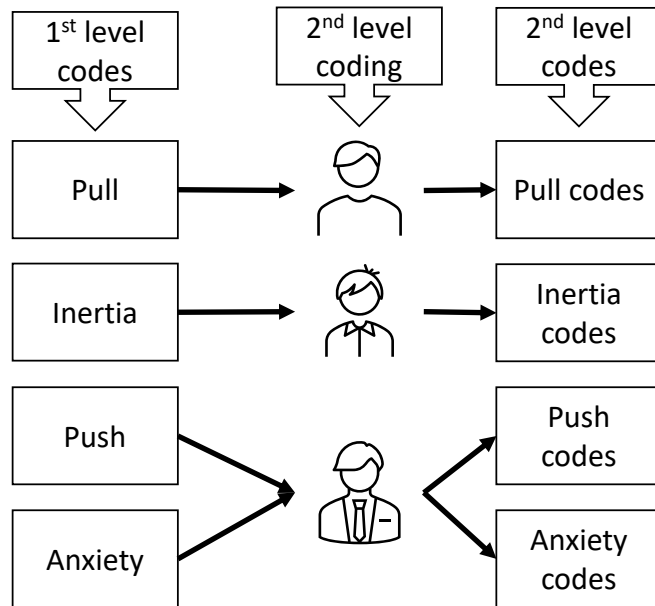 1st level
codes
2nd level
coding
2nd level
codes
Pull
Pull codes
Inertia
Inertia
codes
Push
Push
codes
Anxiety
Anxiety
codes